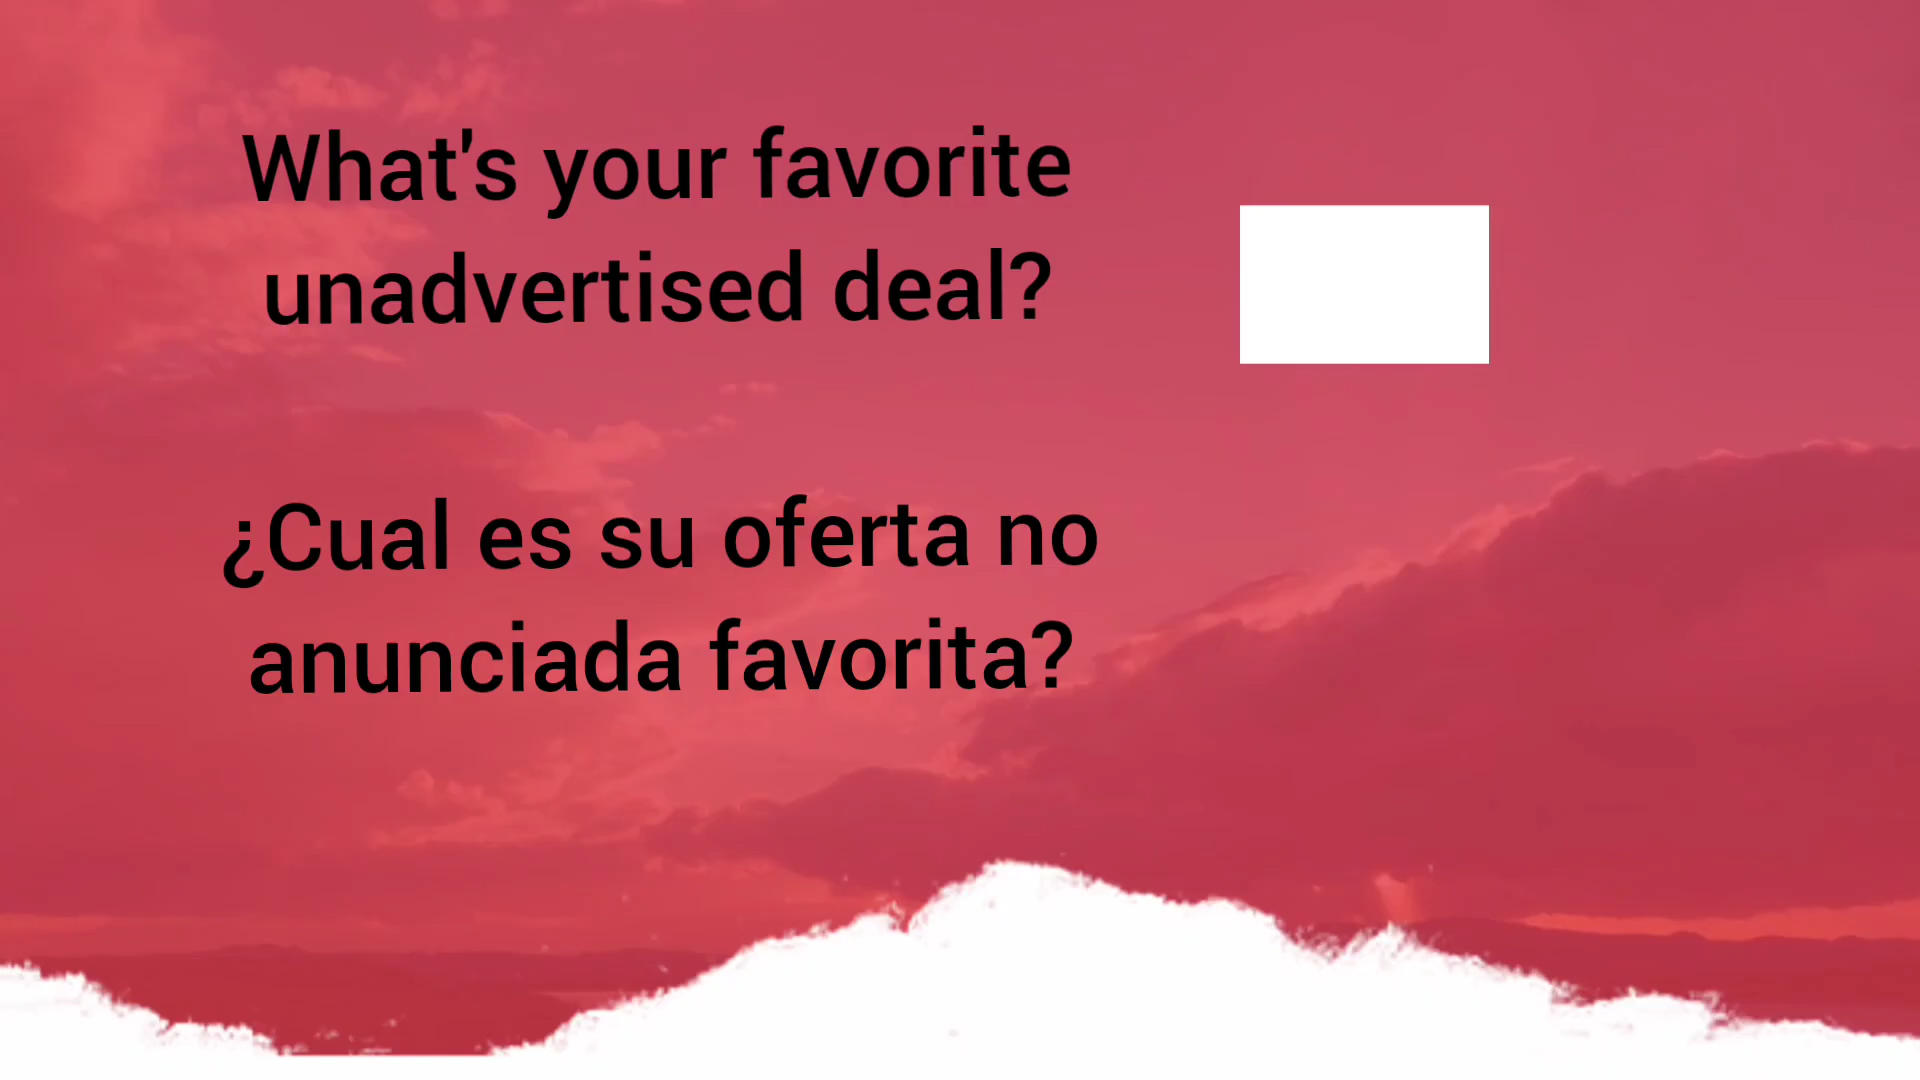 What's your favorite
unadvertised deal?
¿Cual es su oferta no
anunciada favorita?